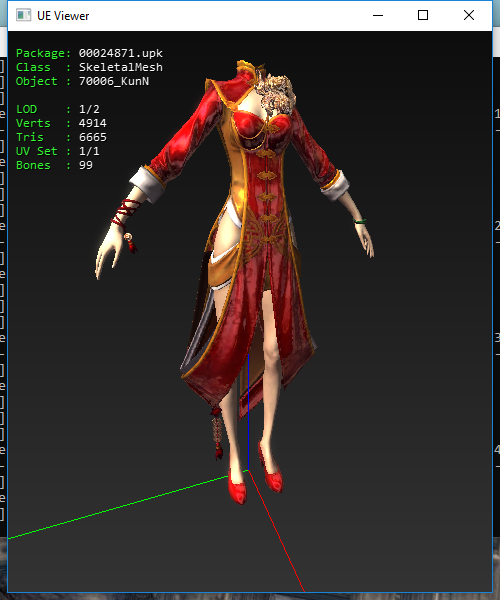 UE Viewer
Package: 00024871.upk
Class : SkeletalMesh
Object : 70006_KunN
LOD : 1/2
Verts : 4914
Tris : 6665
UV Set : 1/1
Bones : 99